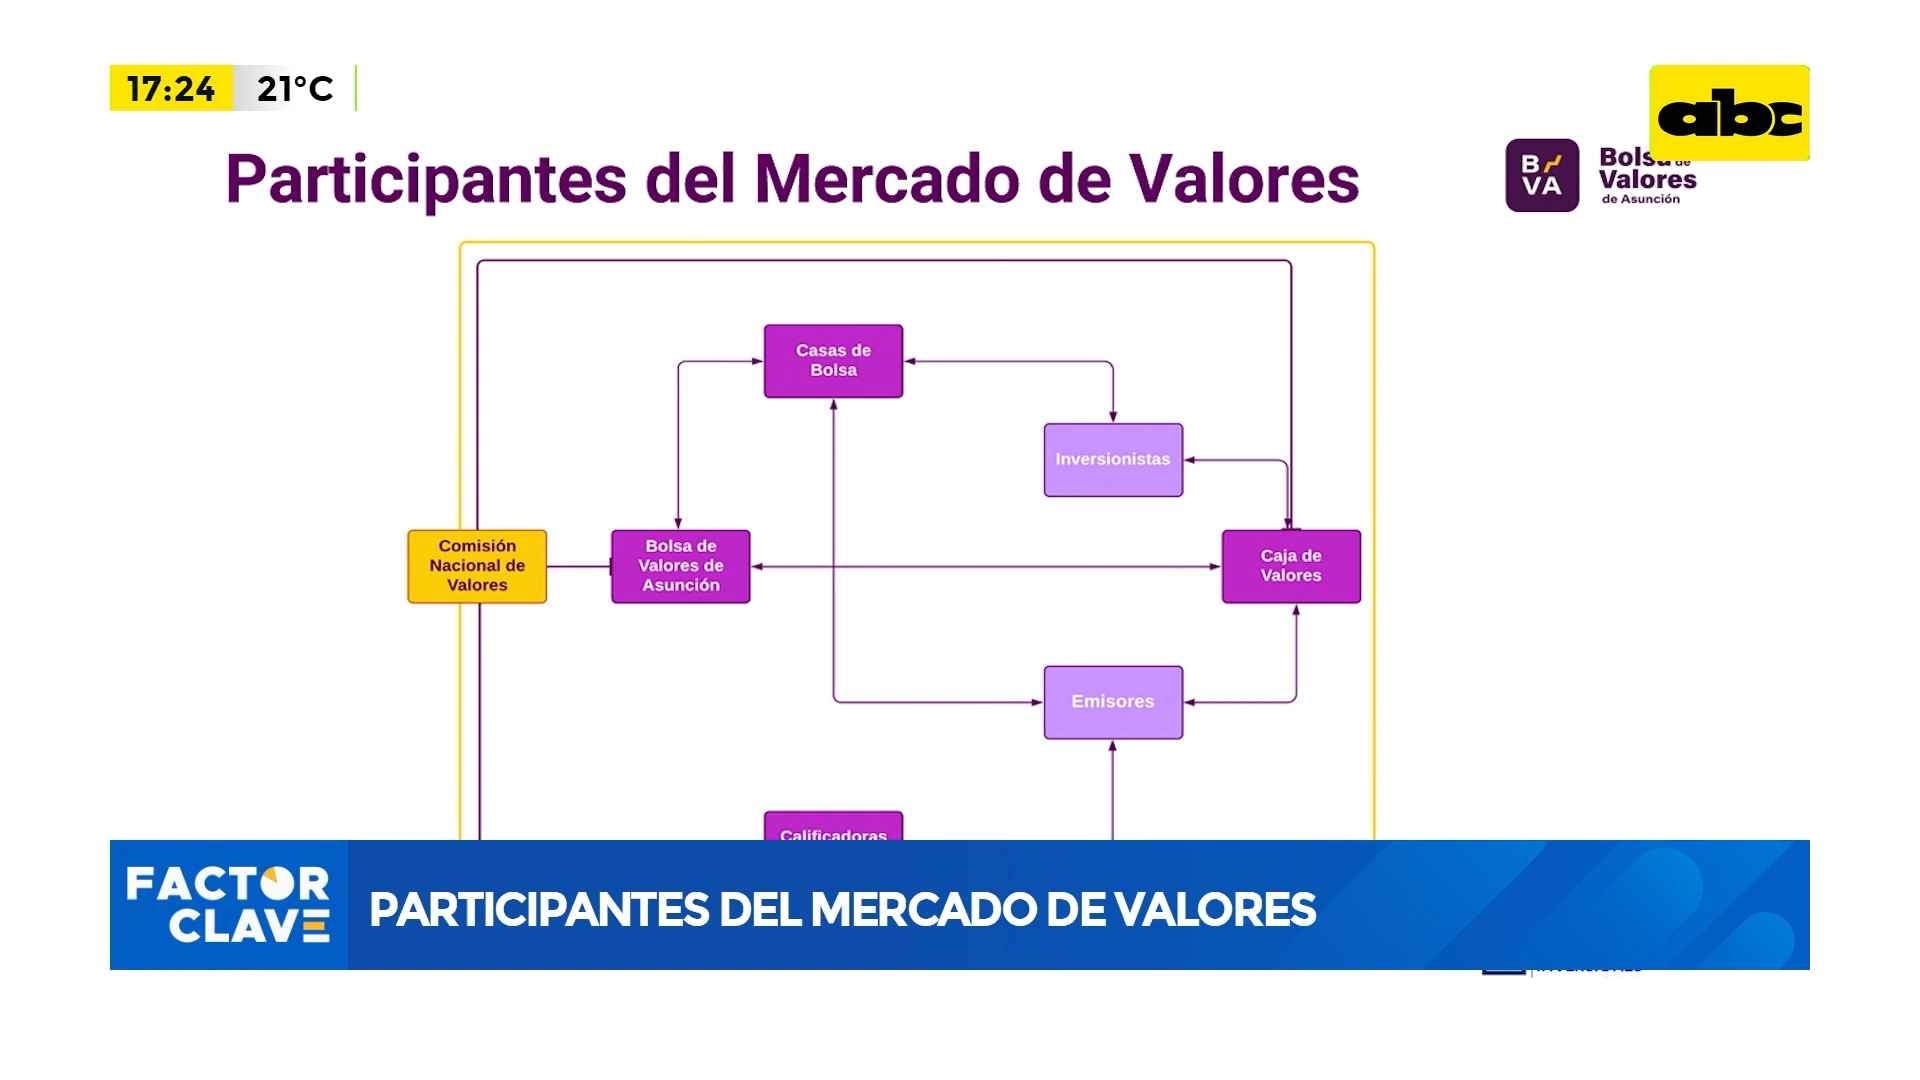 17:24 21°C
abc
Participantes del Mercado de Valores
B/VA
Bolsa de
Valores
de Asunción
Casas de
Bolsa
Inversionistas
Comisión
Nacional de
Valores
Bolsa de
Valores de
Asunción
Caja de
Valores
Emisores
Calificadoras
FACTOR
CLAVE
PARTICIPANTES DEL MERCADO DE VALORES